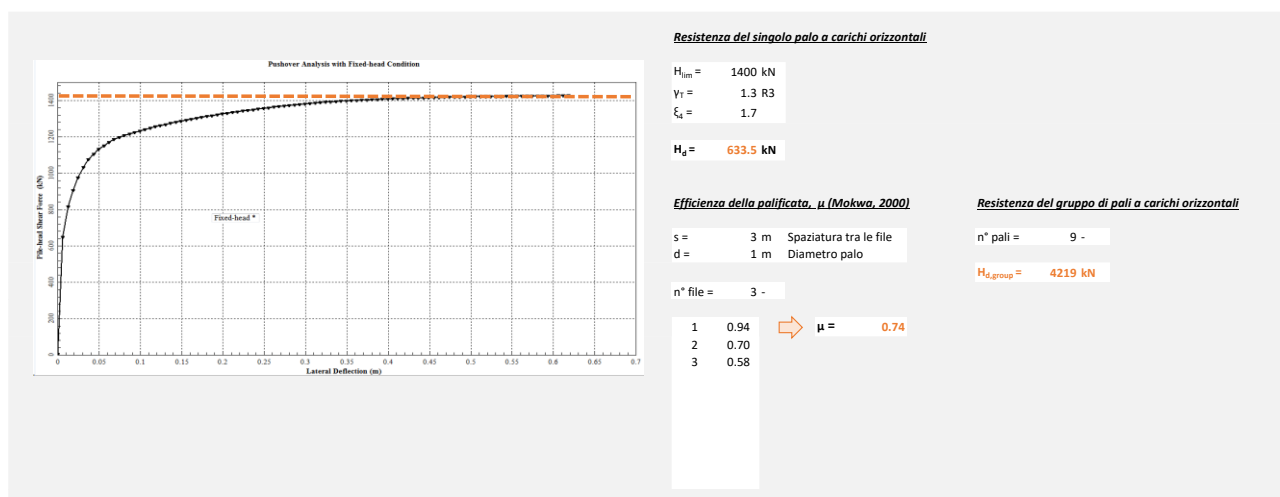 Pushover Analysis with Fixed-head Condition
Pile-head Shear Force (kN)
1400
1200
1000
800
600
400
200
0
Fixed-head *
0 0.05 0.1 0.15 0.2 0.25 0.3 0.35 0.4 0.45 0.5 0.55 0.6 0.65 0.7
Lateral Deflection (m)
Resistenza del singolo palo a carichi orizzontali
Hlim = 1400 kN
γT = 1.3 R3
ξ4 = 1.7
Hd = 633.5 kN
Efficienza della palificata, μ (Mokwa, 2000)
s = 3 m Spaziatura tra le file
d = 1 m Diametro palo
n° file = 3 -
1 0.94
2 0.70
3 0.58
μ = 0.74
Resistenza del gruppo di pali a carichi orizzontali
n° pali = 9 -
Hd,group = 4219 kN